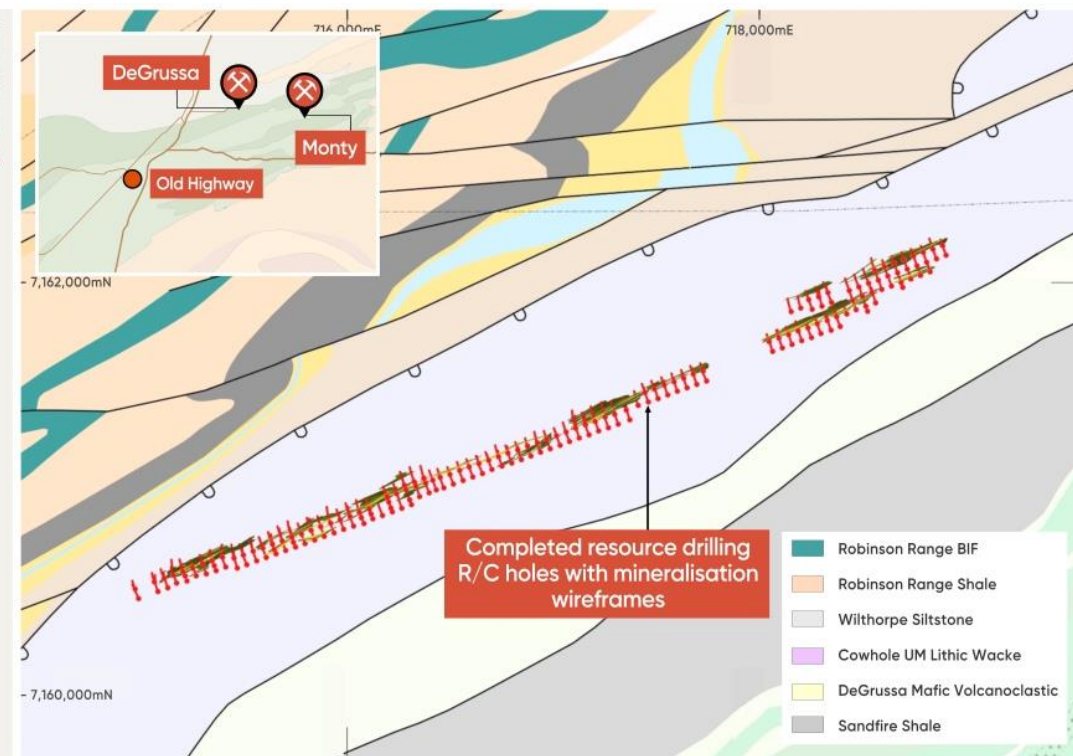 716,000mE
718,000mE
DeGrussa
Monty
Old Highway
7,162,000mN
Completed resource drilling
R/C holes with mineralisation
wireframes
Robinson Range BIF
Robinson Range Shale
Wilthorpe Siltstone
Cowhole UM Lithic Wacke
DeGrussa Mafic Volcanoclastic
Sandfire Shale
7,160,000mN